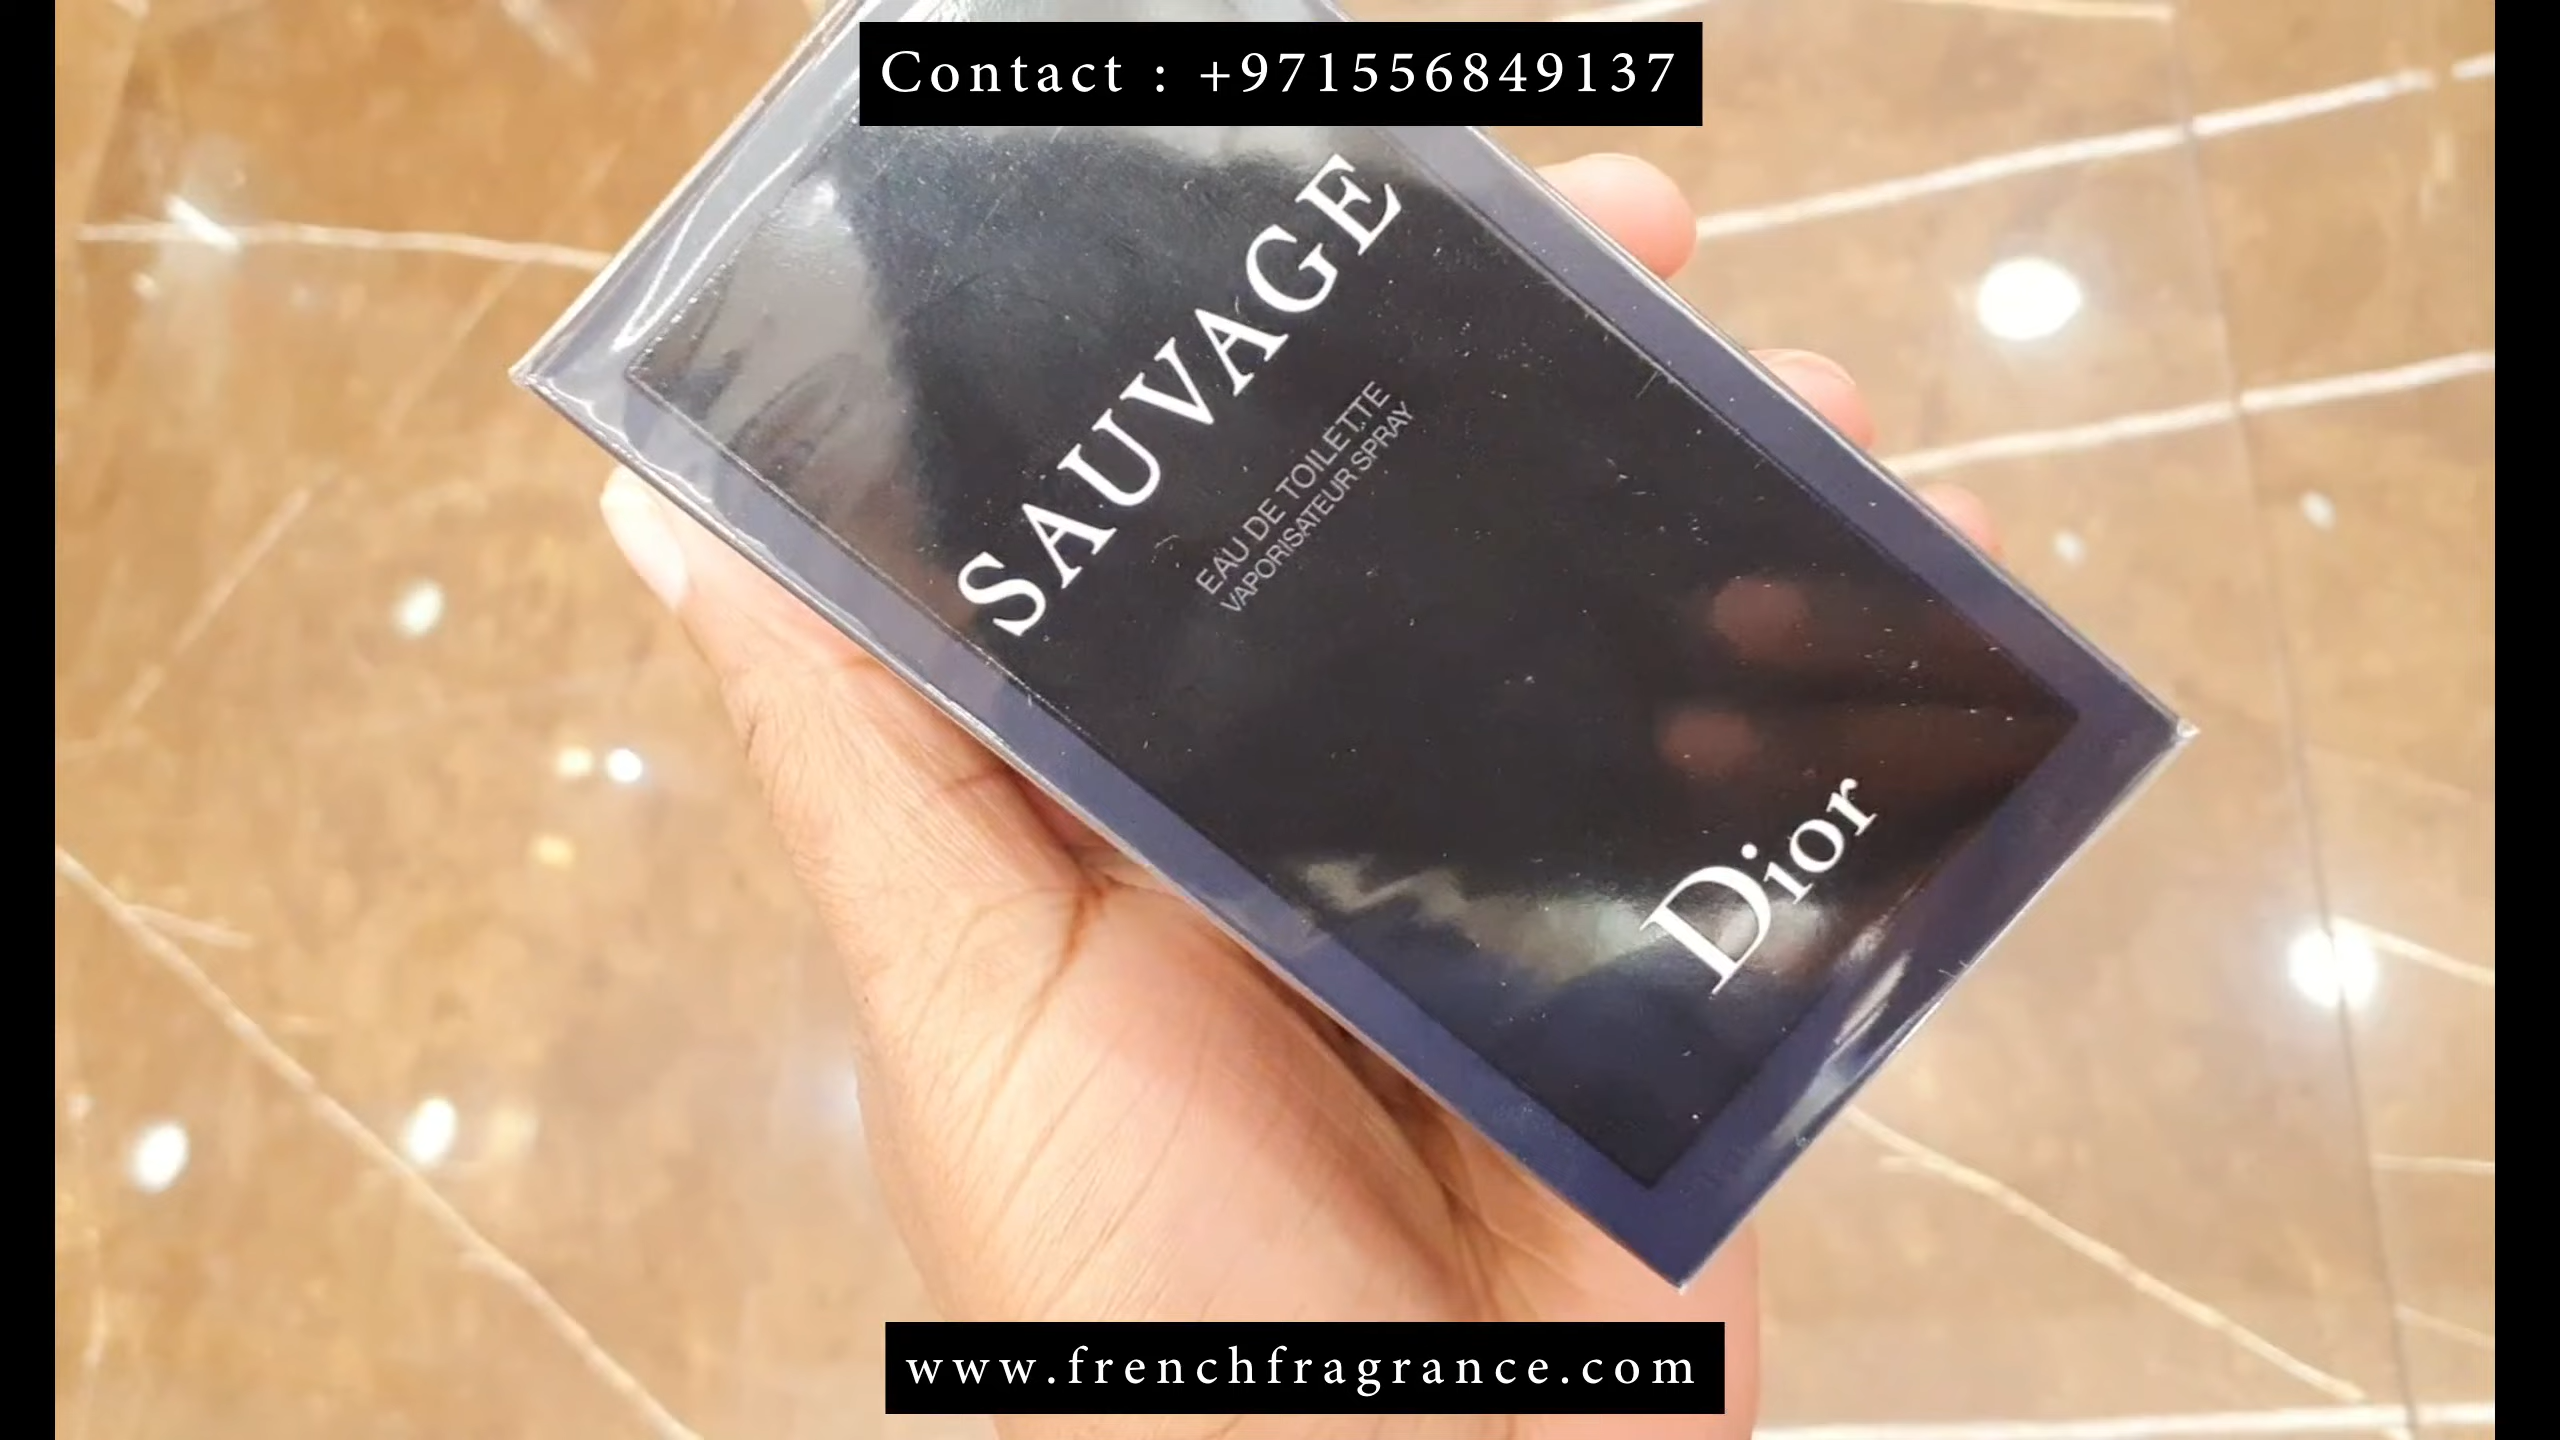 Contact : +971556849137
SAUVAGE
EAU DE TOILETTE
VAPORISATEUR SPRAY
Dior
www.frenchfragrance.com